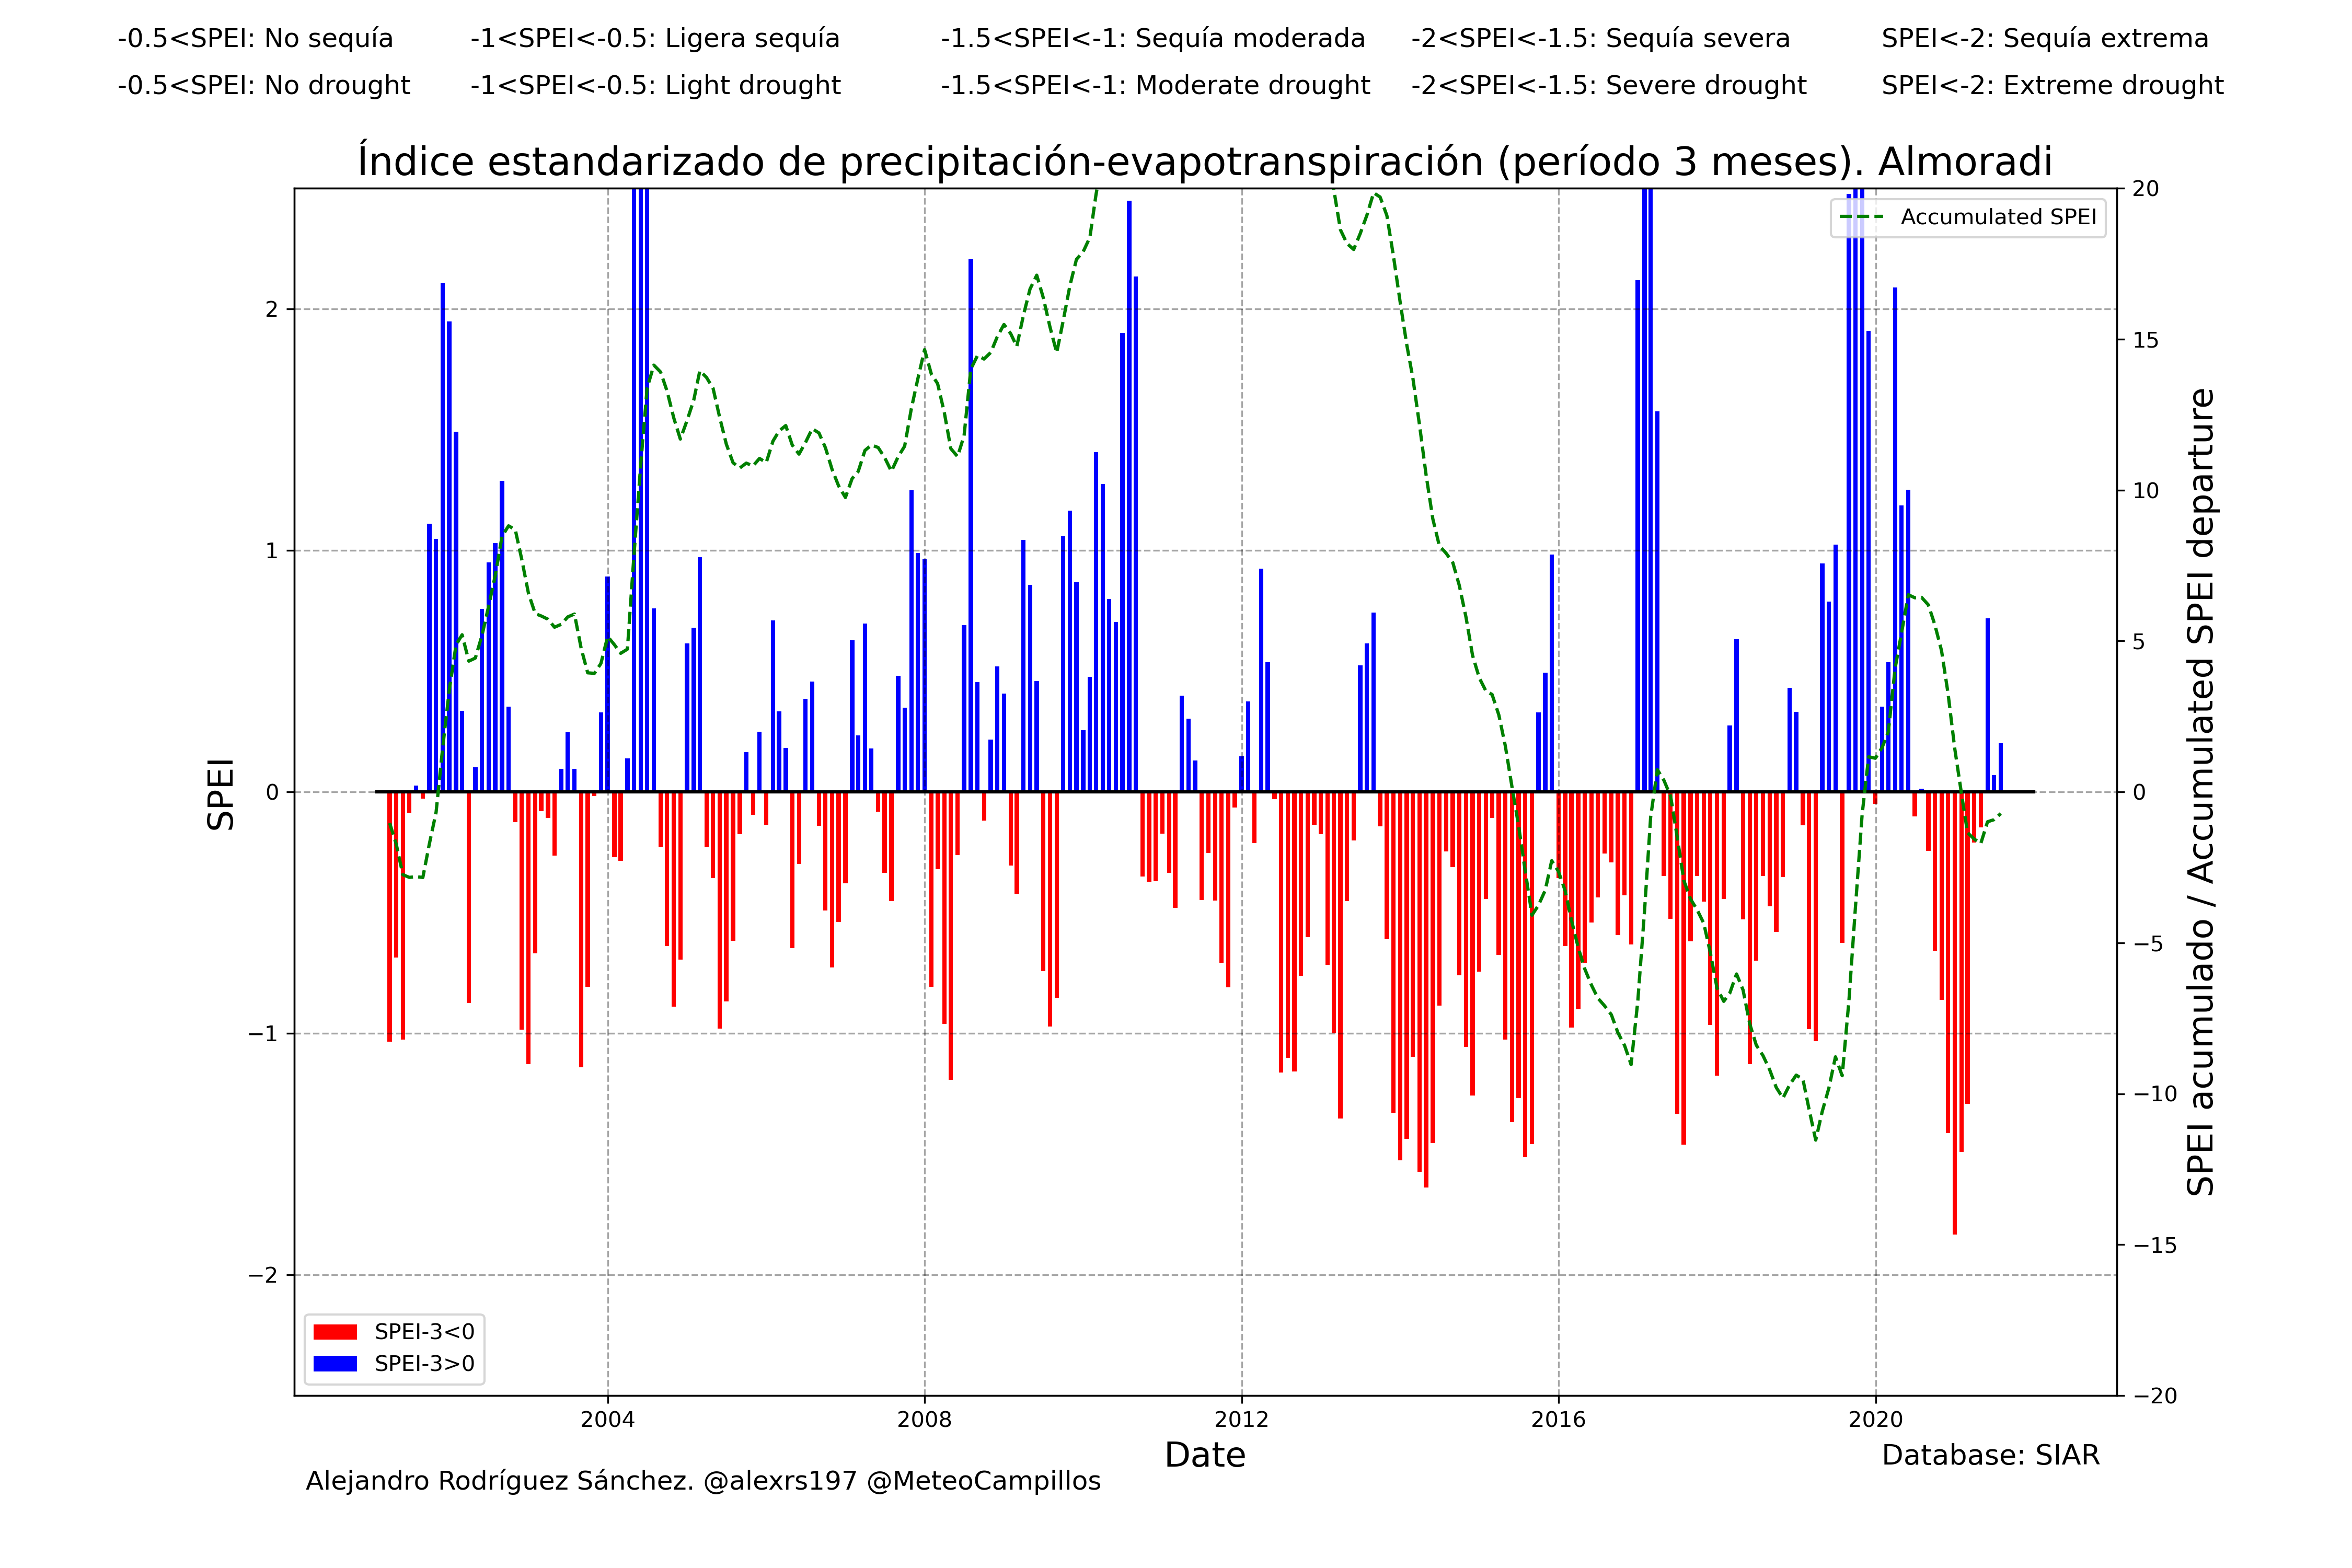 -0.5<SPEI: No sequía -1<SPEI<-0.5: Ligera sequía -1.5<SPEI<-1: Sequía moderada -2<SPEI<-1.5: Sequía severa SPEI<-2: Sequía extrema
-0.5<SPEI: No drought -1<SPEI<-0.5: Light drought -1.5<SPEI<-1: Moderate drought -2<SPEI<-1.5: Severe drought SPEI<-2: Extreme drought
Índice estandarizado de precipitación-evapotranspiración (período 3 meses). Almoradi
Accumulated SPEI
2
1
0
−1
−2
SPEI
20
15
10
5
0
−5
−10
−15
−20
SPEI acumulado / Accumulated SPEI departure
SPEI-3<0
SPEI-3>0
2004 2008 2012 2016 2020
Date
Database: SIAR
Alejandro Rodríguez Sánchez. @alexrs197 @MeteoCampillos